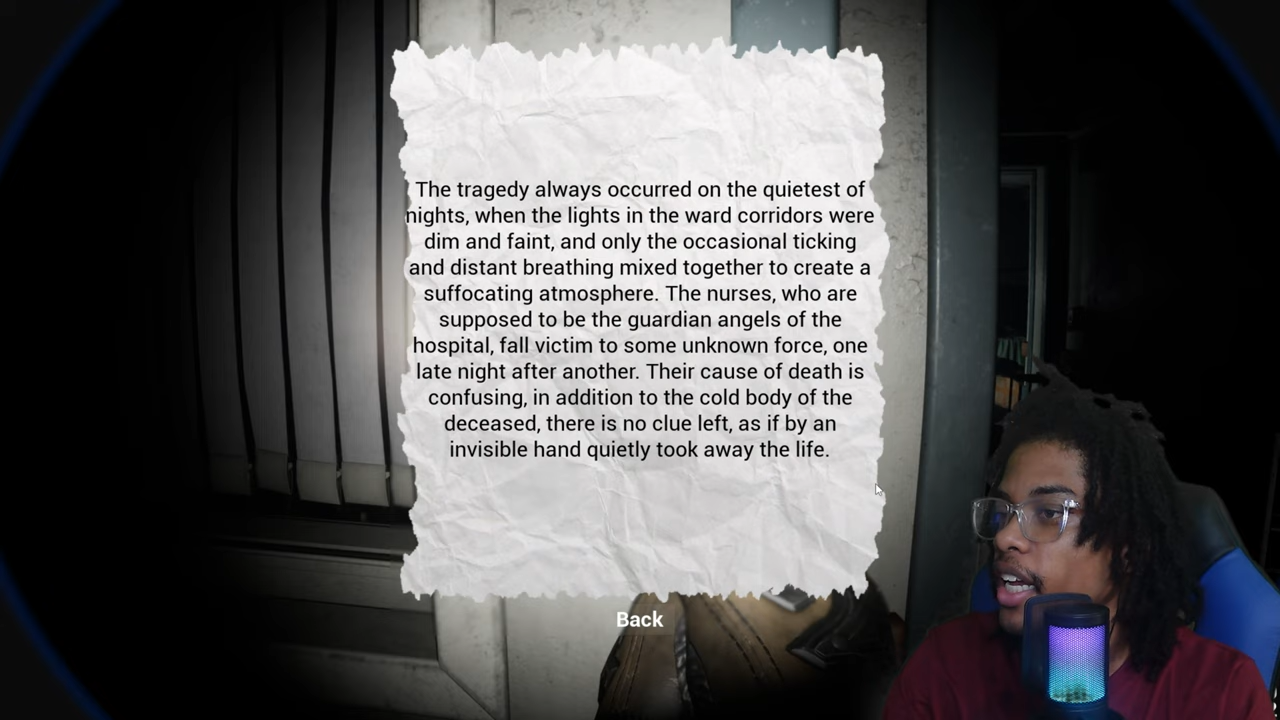 The tragedy always occurred on the quietest of
nights, when the lights in the ward corridors were
dim and faint, and only the occasional ticking
and distant breathing mixed together to create a
suffocating atmosphere. The nurses, who are
supposed to be the guardian angels of the
hospital, fall victim to some unknown force, one
late night after another. Their cause of death is
confusing, in addition to the cold body of the
deceased, there is no clue left, as if by an
invisible hand quietly took away the life.
Back